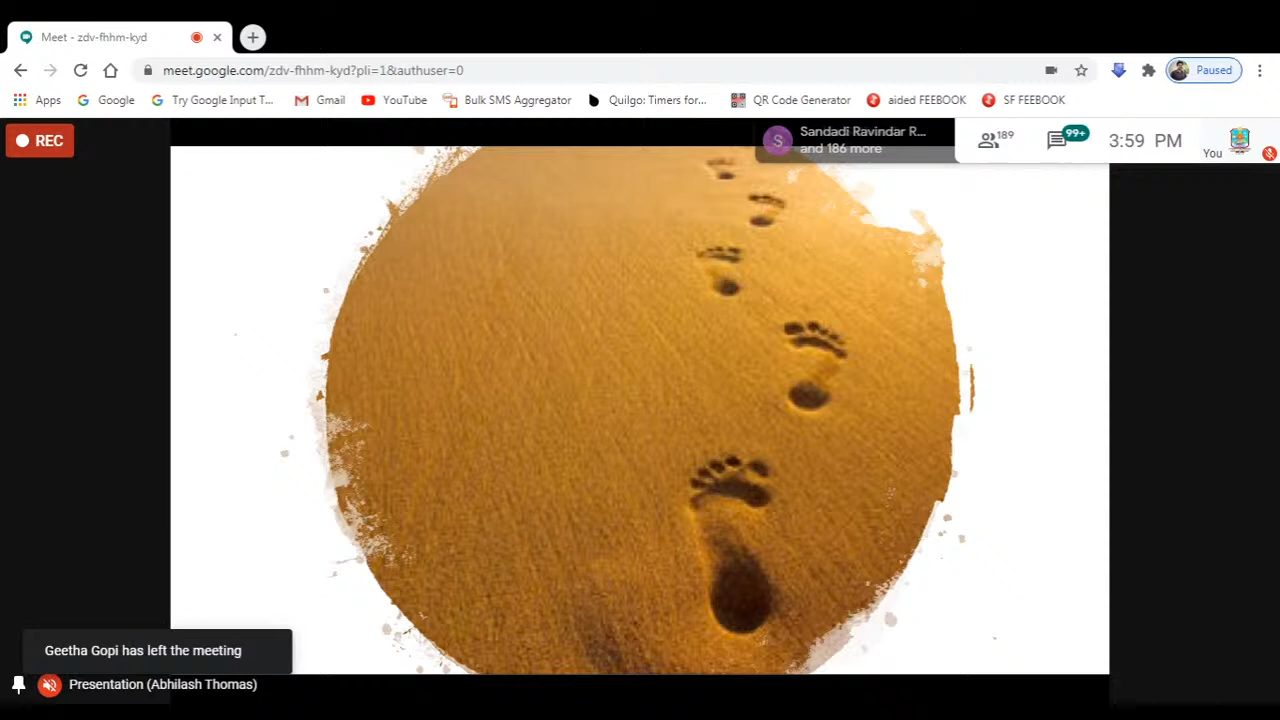 Meet - zdv-fhhm-kyd
meet.google.com/zdv-fhhm-kyd?pli=1&authuser=0
Paused
Apps
Google
Try Google Input T...
Gmail
YouTube
Bulk SMS Aggregator
Quilgo: Timers for...
QR Code Generator
aided FEEBOOK
SF FEEBOOK
REC
S
Sandadi Ravindar R...
and 186 more
189
99+
3:59 PM
You
Geetha Gopi has left the meeting
Presentation (Abhilash Thomas)